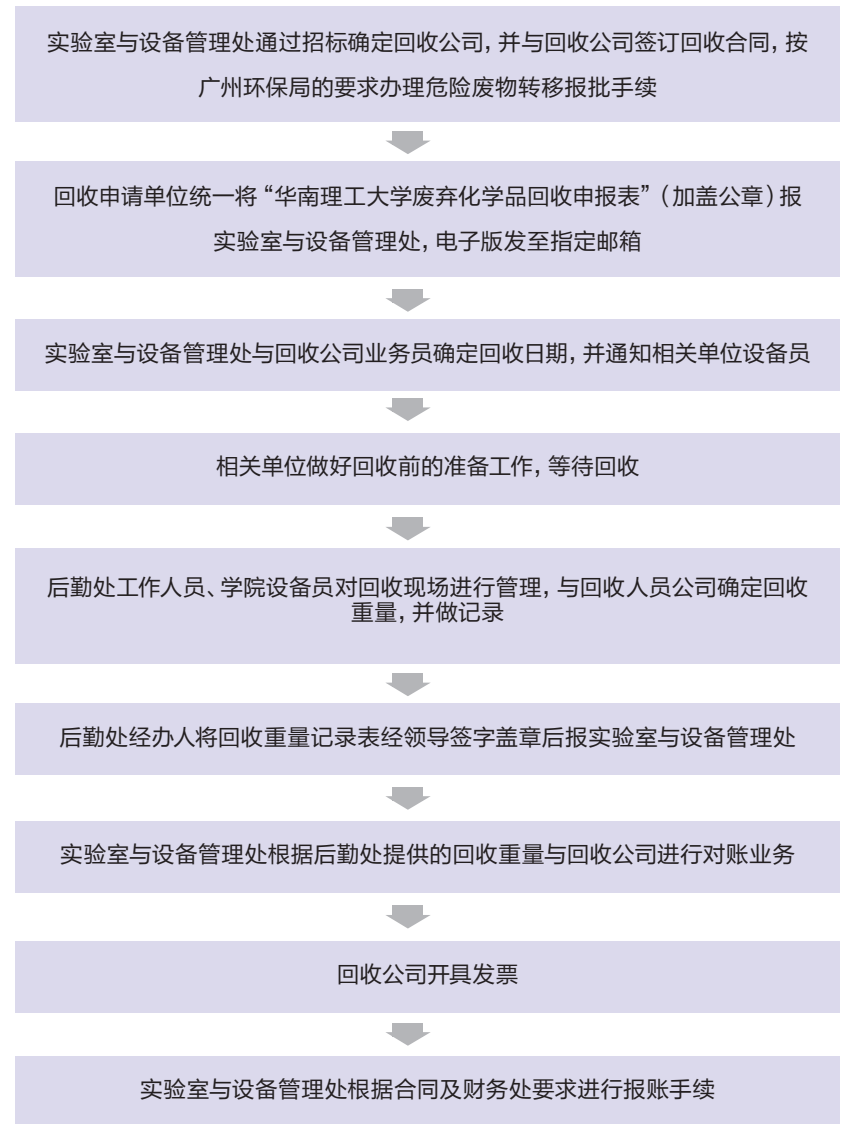 实验室与设备管理处通过招标确定回收公司，并与回收公司签订回收合同，按
广州环保局的要求办理危险废物转移报批手续
回收申请单位统一将“华南理工大学废弃化学品回收申报表”（加盖公章）报
实验室与设备管理处，电子版发至指定邮箱
实验室与设备管理处与回收公司业务员确定回收日期，并通知相关单位设备员
相关单位做好回收前的准备工作，等待回收
后勤处工作人员、学院设备员对回收现场进行管理，与回收人员公司确定回收
重量，并做记录
后勤处经办人将回收重量记录表经领导签字盖章后报实验室与设备管理处
实验室与设备管理处根据后勤处提供的回收重量与回收公司进行对账业务
回收公司开具发票
实验室与设备管理处根据合同及财务处要求进行报账手续